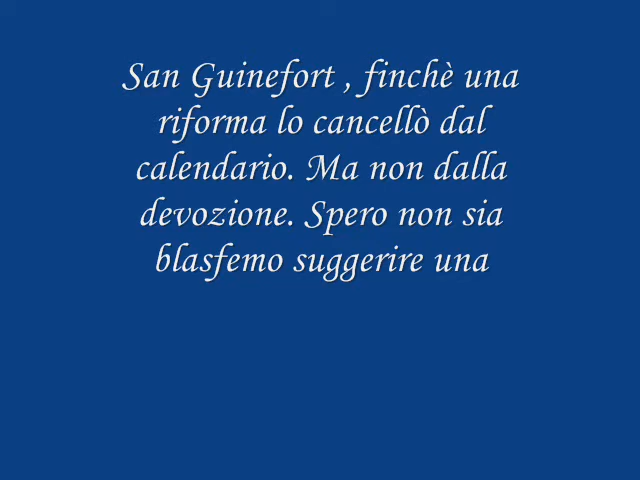 San Guinefort , finchè una
riforma lo cancellò dal
calendario. Ma non dalla
devozione. Spero non sia
blasfemo suggerire una